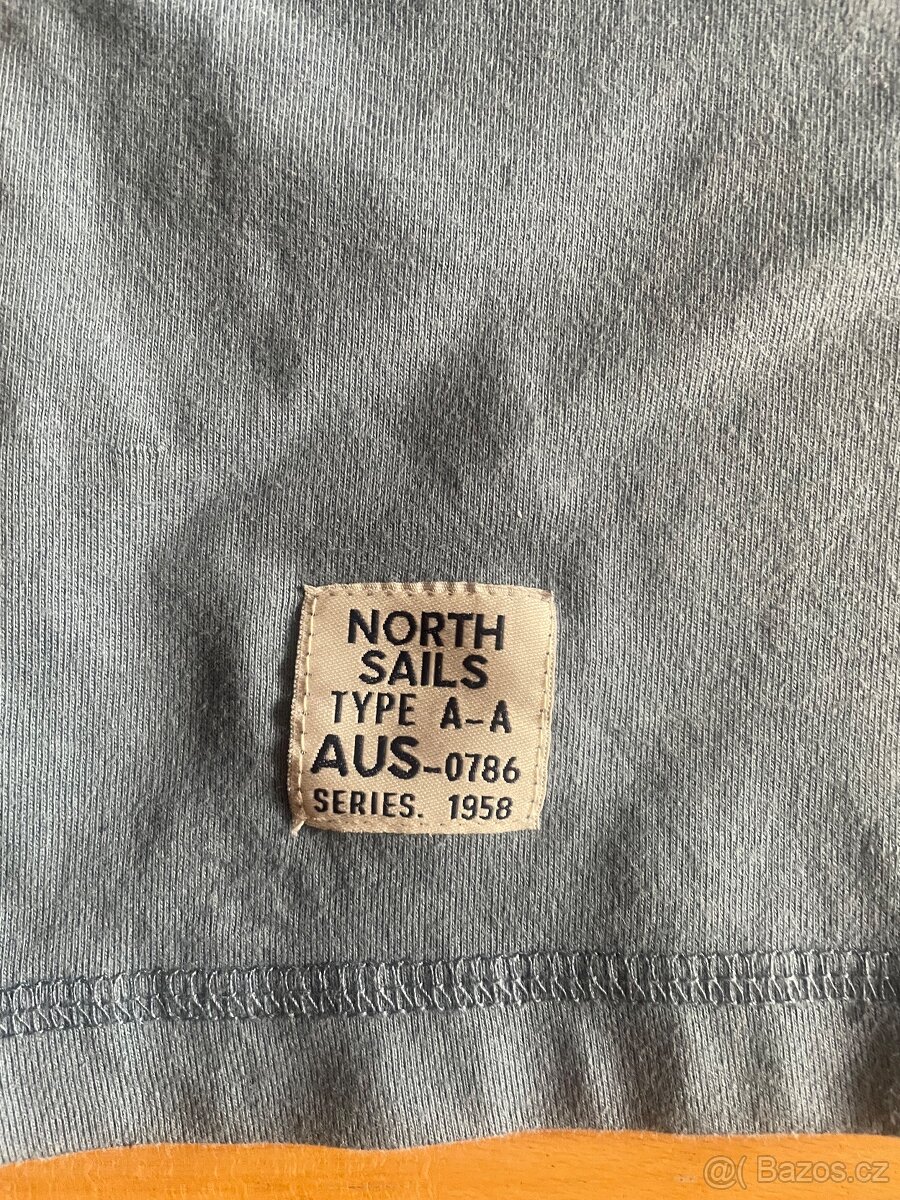 NORTH
SAILS
TYPE A-A
AUS-0786
SERIES. 1958
@( Bazos.cz